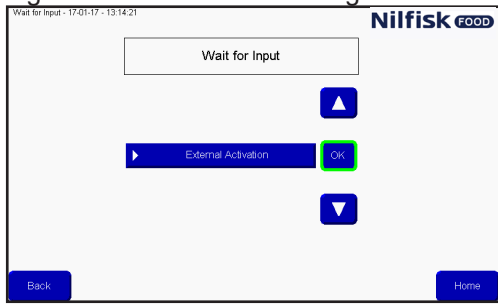 Wait for Input - 17-01-17 - 13:14:21
Nilfisk FOOD
Wait for Input
External Activation
OK
Back
Home